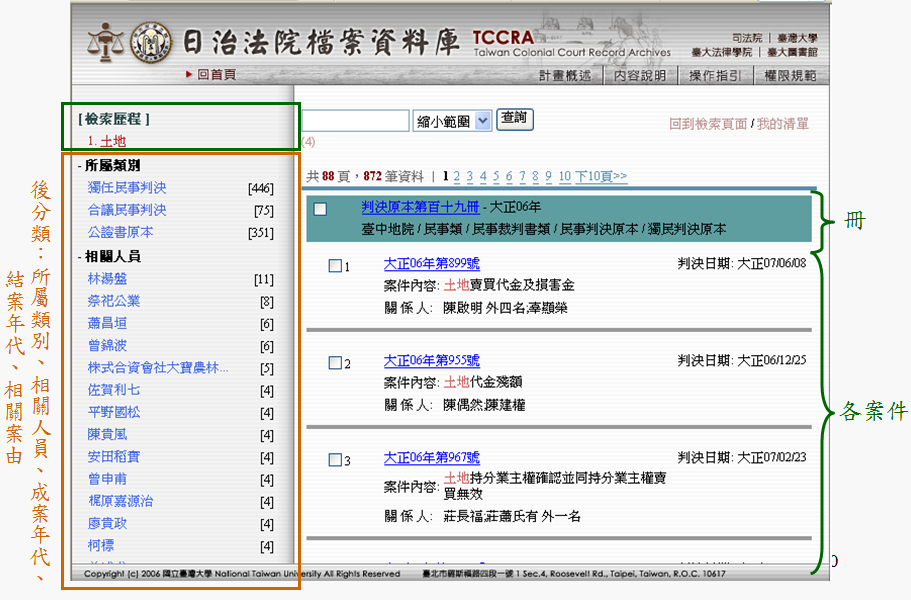 日治法院檔案資料庫
TCCRA
Taiwan Colonial Court Record Archives
司法院 | 臺灣大學
臺大法律學院 | 臺大圖書館
回首頁
計畫概述 | 內容說明 | 操作指引 | 權限規範
[檢索歷程]
1. 土地
縮小範圍
查詢
(4)
回到檢索頁面 / 我的清單
共 88 頁，872 筆資料 | 1 2 3 4 5 6 7 8 9 10 下10頁>>
- 所屬類別
獨任民事判決 [446]
合議民事判決 [75]
公證書原本 [351]
- 相關人員
林湯盤 [11]
祭祀公業 [8]
蕭昌垣 [6]
曾錦波 [6]
株式合資會社大寶農林... [5]
佐賀利七 [4]
平野國松 [4]
陳貴風 [4]
安田稻實 [4]
曾申甫 [4]
梶原嘉源治 [4]
廖貴政 [4]
柯標 [4]
判決原本第百十九冊 - 大正06年
臺中地院 / 民事類 / 民事裁判書類 / 民事判決原本 / 獨民判決原本
1 大正06年第899號 判決日期: 大正07/06/08
案件內容: 土地賣買代金及損害金
關 係 人: 陳啟明 外四名;辜顯榮
2 大正06年第955號 判決日期: 大正06/12/25
案件內容: 土地代金殘額
關 係 人: 陳偶然;陳建權
3 大正06年第967號 判決日期: 大正07/02/23
案件內容: 土地持分業主權確認並同持分業主權賣
買無效
關 係 人: 莊長福;莊蕭氏有 外一名
Copyright (c) 2006 國立臺灣大學 National Taiwan University All Rights Reserved
臺北市羅斯福路四段一號 1 Sec.4, Roosevelt Rd., Taipei, Taiwan, R.O.C. 10617
後分類：所屬類別、相關人員、成案年代、
結案年代、相關案由
冊
各案件